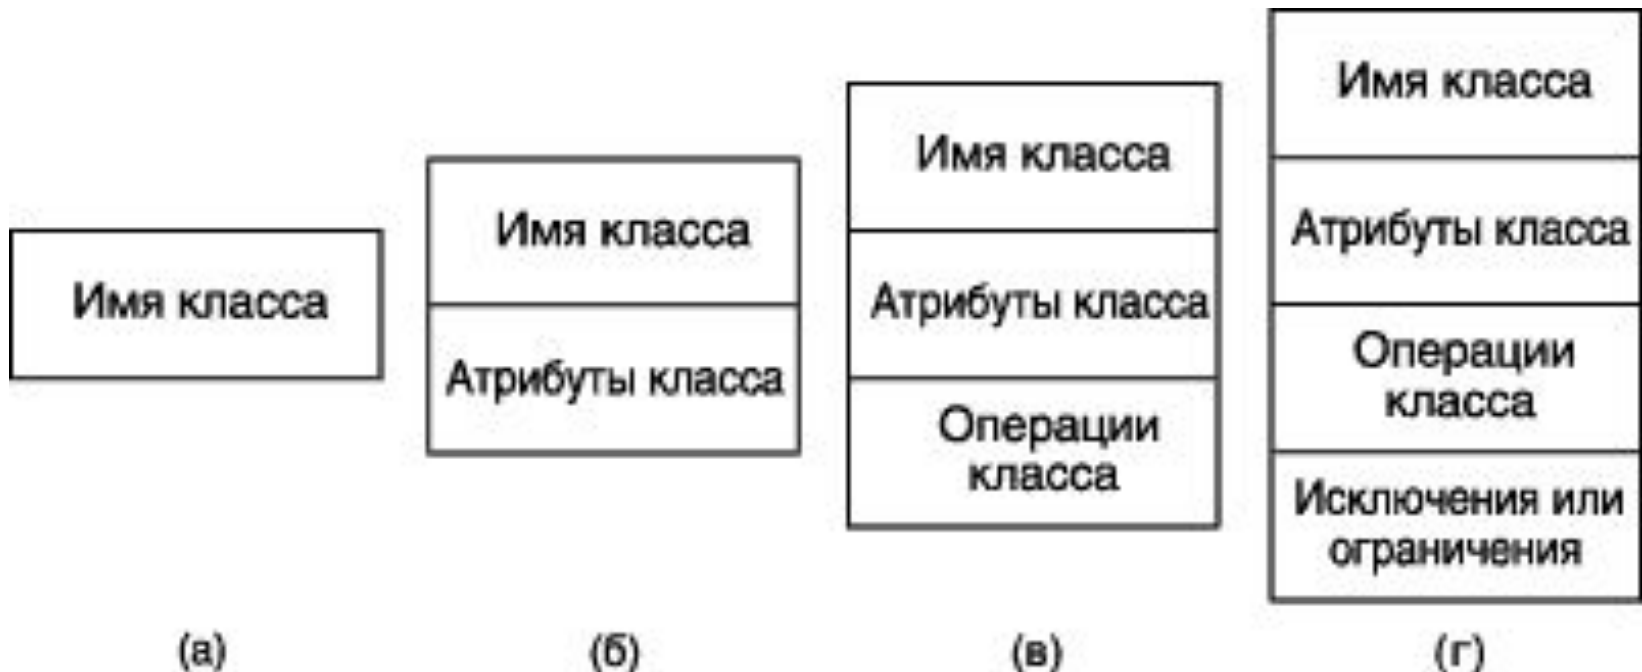 Имя класса
(а)
Имя класса
Атрибуты класса
(б)
Имя класса
Атрибуты класса
Операции
класса
(в)
Имя класса
Атрибуты класса
Операции
класса
Исключения или
ограничения
(г)